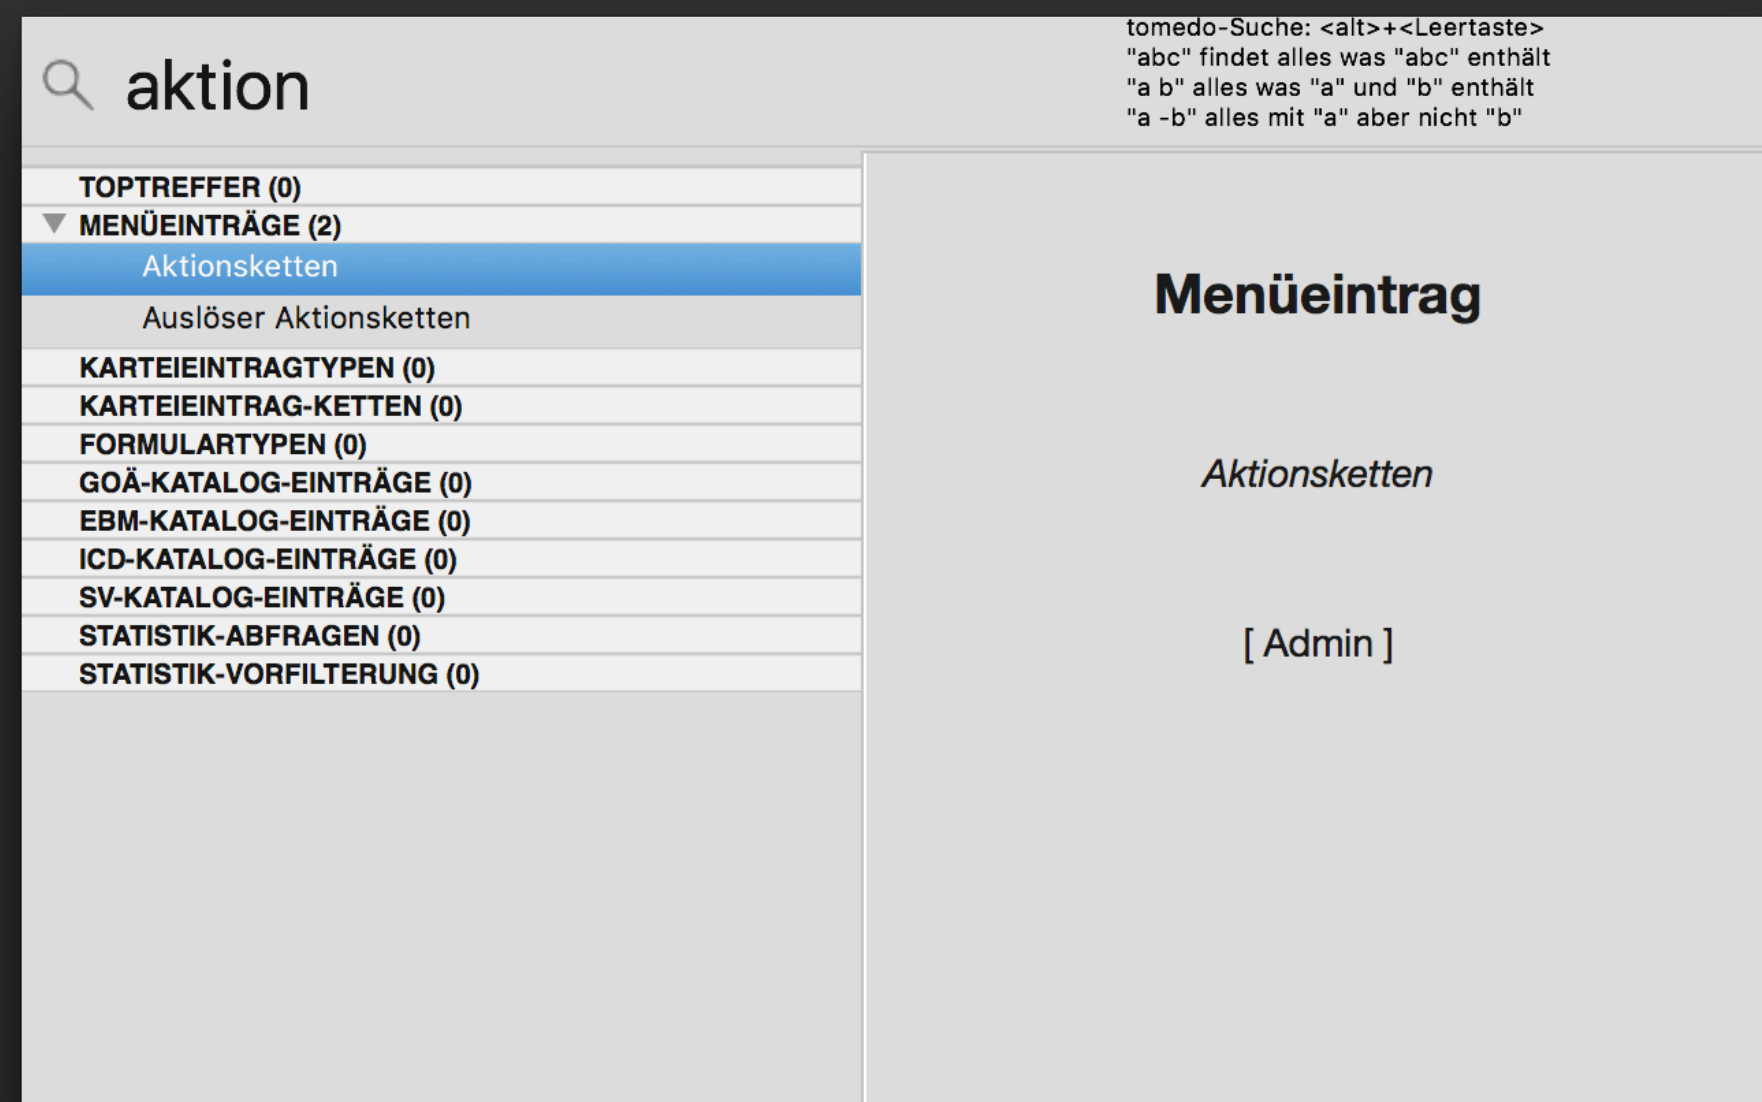 aktion
tomedo-Suche: <alt>+<Leertaste>
"abc" findet alles was "abc" enthält
"a b" alles was "a" und "b" enthält
"a -b" alles mit "a" aber nicht "b"
TOPTREFFER (0)
MENÜEINTRÄGE (2)
Aktionsketten
Auslöser Aktionsketten
KARTEIEINTRAGTYPEN (0)
KARTEIEINTRAG-KETTEN (0)
FORMULARTYPEN (0)
GOÄ-KATALOG-EINTRÄGE (0)
EBM-KATALOG-EINTRÄGE (0)
ICD-KATALOG-EINTRÄGE (0)
SV-KATALOG-EINTRÄGE (0)
STATISTIK-ABFRAGEN (0)
STATISTIK-VORFILTERUNG (0)
Menüeintrag
Aktionsketten
[ Admin ]